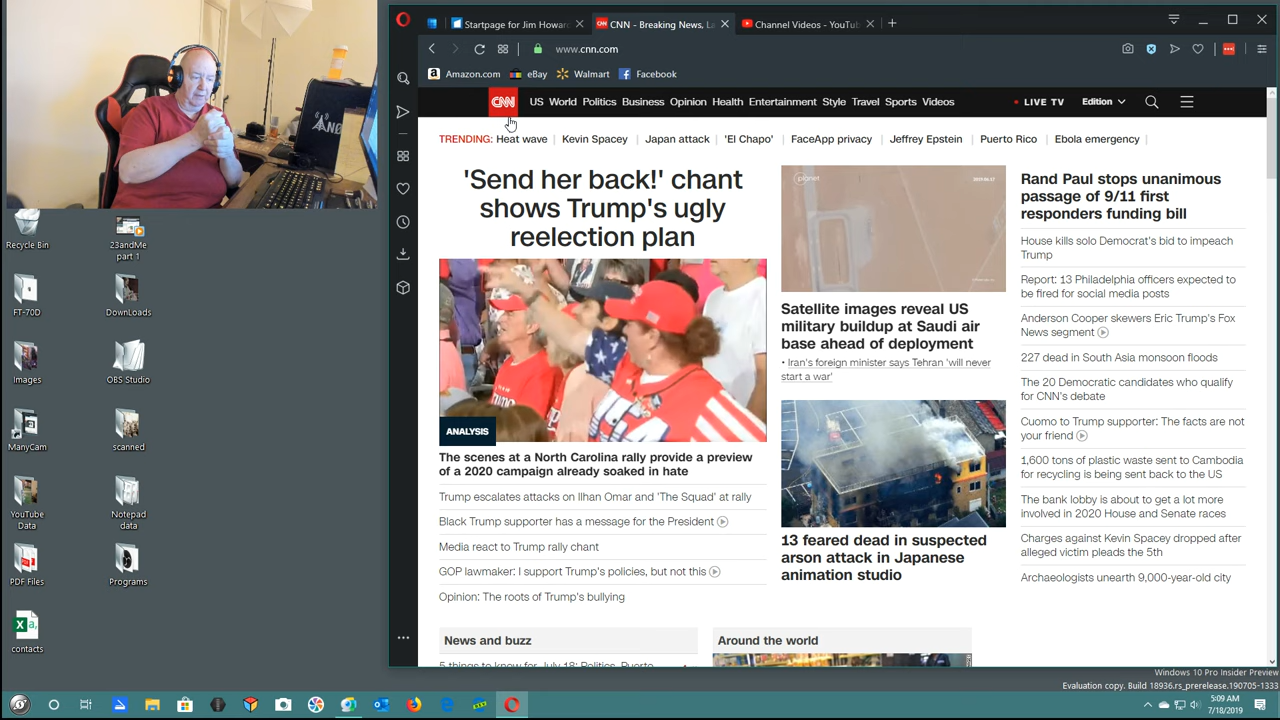 Startpage for Jim Howard
CNN - Breaking News, La
Channel Videos - YouTu
www.cnn.com
Amazon.com eBay Walmart Facebook
CNN US World Politics Business Opinion Health Entertainment Style Travel Sports Videos LIVE TV Edition
TRENDING: Heat wave Kevin Spacey Japan attack 'El Chapo' FaceApp privacy Jeffrey Epstein Puerto Rico Ebola emergency
'Send her back!' chant
shows Trump's ugly
reelection plan
ANALYSIS
The scenes at a North Carolina rally provide a preview
of a 2020 campaign already soaked in hate
Trump escalates attacks on Ilhan Omar and 'The Squad' at rally
Black Trump supporter has a message for the President
Media react to Trump rally chant
GOP lawmaker: I support Trump's policies, but not this
Opinion: The roots of Trump's bullying
News and buzz
5 things to know for July 18: Politics, Puerto
planet
Satellite images reveal US
military buildup at Saudi air
base ahead of deployment
• Iran's foreign minister says Tehran 'will never
start a war'
13 feared dead in suspected
arson attack in Japanese
animation studio
Around the world
Rand Paul stops unanimous
passage of 9/11 first
responders funding bill
House kills solo Democrat's bid to impeach
Trump
Report: 13 Philadelphia officers expected to
be fired for social media posts
Anderson Cooper skewers Eric Trump's Fox
News segment
227 dead in South Asia monsoon floods
The 20 Democratic candidates who qualify
for CNN's debate
Cuomo to Trump supporter: The facts are not
your friend
1,600 tons of plastic waste sent to Cambodia
for recycling is being sent back to the US
The bank lobby is about to get a lot more
involved in 2020 House and Senate races
Charges against Kevin Spacey dropped after
alleged victim pleads the 5th
Archaeologists unearth 9,000-year-old city
Recycle Bin
23andMe
part 1
FT-70D
DownLoads
Images
OBS Studio
ManyCam
scanned
YouTube
Data
Notepad
data
PDF Files
Programs
contacts
Windows 10 Pro Insider Preview
Evaluation copy. Build 18936.rs_prerelease.190705-1333
5:09 AM
7/18/2019